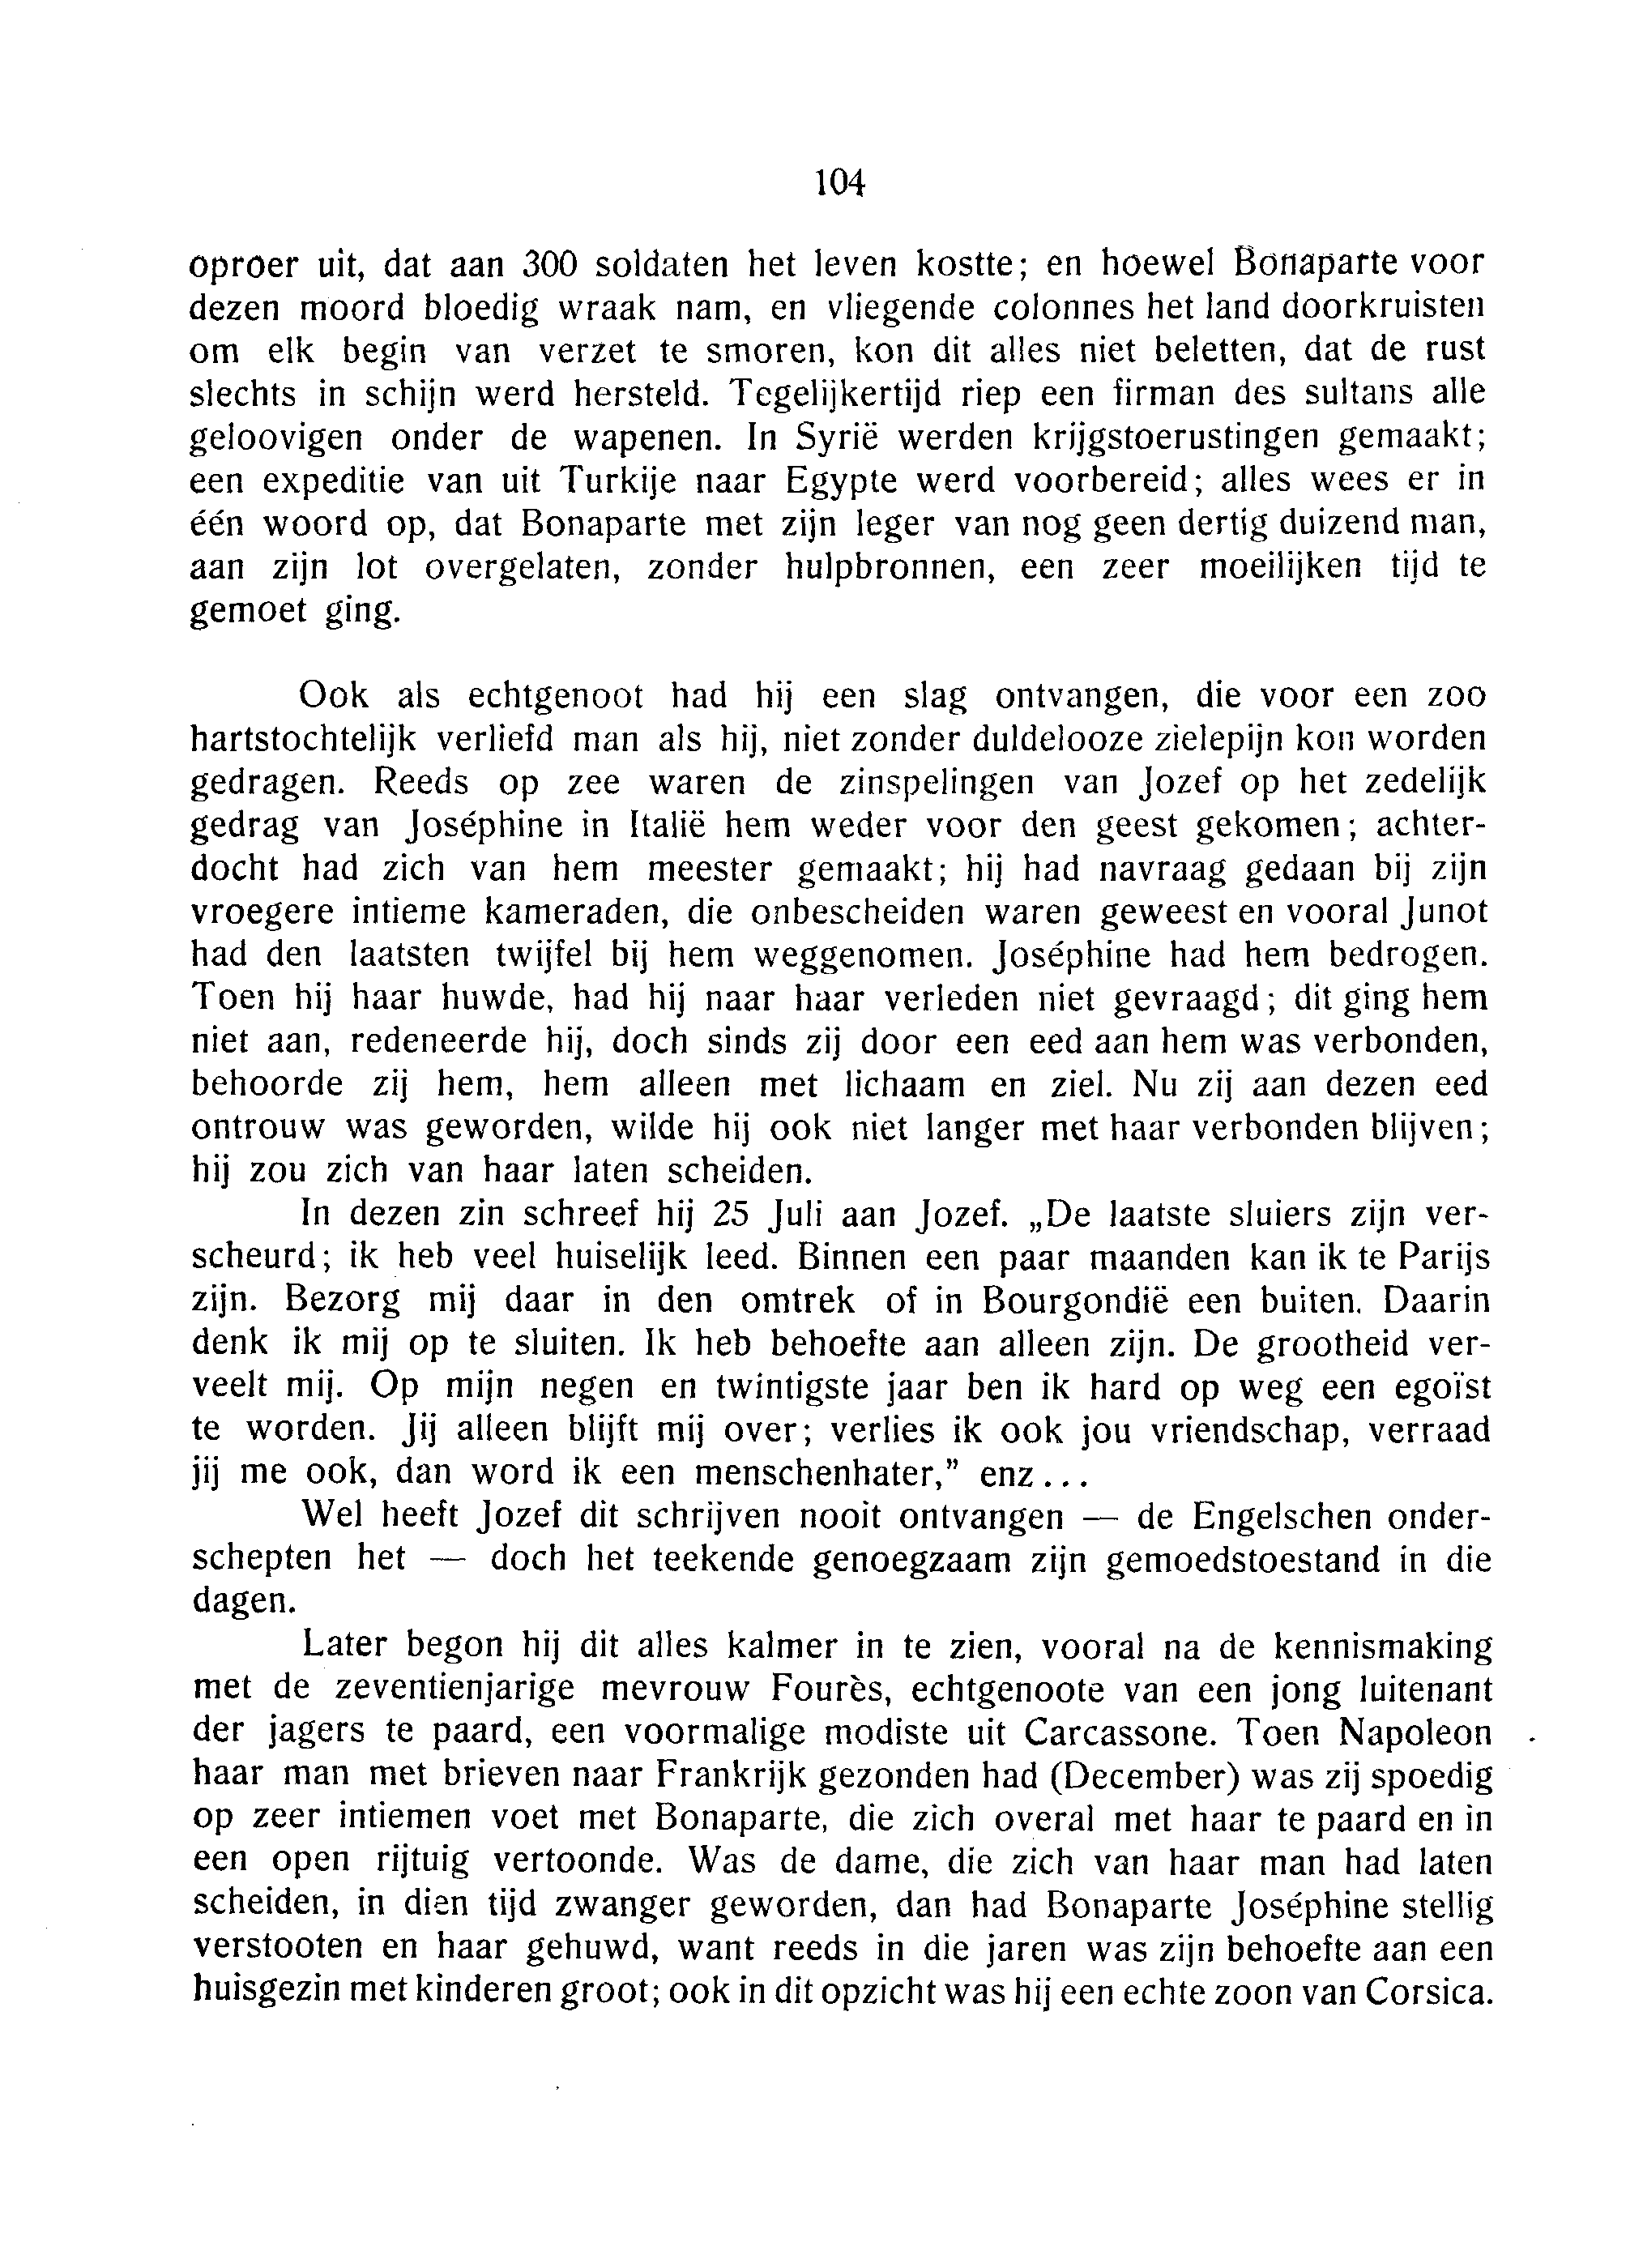 104
oproer uit, dat aan 300 soldaten het leven kostte; en hoewel Bonaparte voor
dezen moord bloedig wraak nam, en vliegende colonnes het land doorkruisten
om elk begin van verzet te smoren, kon dit alles niet beletten, dat de rust
slechts in schijn werd hersteld. Tegelijkertijd riep een firman des sultans alle
geloovigen onder de wapenen. In Syrië werden krijgstoerustingen gemaakt;
een expeditie van uit Turkije naar Egypte werd voorbereid; alles wees er in
één woord op, dat Bonaparte met zijn leger van nog geen dertig duizend man,
aan zijn lot overgelaten, zonder hulpbronnen, een zeer moeilijken tijd te
gemoet ging.
Ook als echtgenoot had hij een slag ontvangen, die voor een zoo
hartstochtelijk verliefd man als hij, niet zonder duldelooze zielepijn kon worden
gedragen. Reeds op zee waren de zinspelingen van Jozef op het zedelijk
gedrag van Joséphine in Italië hem weder voor den geest gekomen; achter-
docht had zich van hem meester gemaakt; hij had navraag gedaan bij zijn
vroegere intieme kameraden, die onbescheiden waren geweest en vooral Junot
had den laatsten twijfel bij hem weggenomen. Joséphine had hem bedrogen.
Toen hij haar huwde, had hij naar haar verleden niet gevraagd; dit ging hem
niet aan, redeneerde hij, doch sinds zij door een eed aan hem was verbonden,
behoorde zij hem, hem alleen met lichaam en ziel. Nu zij aan dezen eed
ontrouw was geworden, wilde hij ook niet langer met haar verbonden blijven;
hij zou zich van haar laten scheiden.
In dezen zin schreef hij 25 Juli aan Jozef. „De laatste sluiers zijn ver-
scheurd; ik heb veel huiselijk leed. Binnen een paar maanden kan ik te Parijs
zijn. Bezorg mij daar in den omtrek of in Bourgondië een buiten. Daarin
denk ik mij op te sluiten. Ik heb behoefte aan alleen zijn. De grootheid ver-
veelt mij. Op mijn negen en twintigste jaar ben ik hard op weg een egoïst
te worden. Jij alleen blijft mij over; verlies ik ook jou vriendschap, verraad
jij me ook, dan word ik een menschenhater,” enz...
Wel heeft Jozef dit schrijven nooit ontvangen — de Engelschen onder-
schepten het — doch het teekende genoegzaam zijn gemoedstoestand in die
dagen.
Later begon hij dit alles kalmer in te zien, vooral na de kennismaking
met de zeventienjarige mevrouw Fourès, echtgenoote van een jong luitenant
der jagers te paard, een voormalige modiste uit Carcassone. Toen Napoleon
haar man met brieven naar Frankrijk gezonden had (December) was zij spoedig
op zeer intiemen voet met Bonaparte, die zich overal met haar te paard en in
een open rijtuig vertoonde. Was de dame, die zich van haar man had laten
scheiden, in dien tijd zwanger geworden, dan had Bonaparte Joséphine stellig
verstooten en haar gehuwd, want reeds in die jaren was zijn behoefte aan een
huisgezin met kinderen groot; ook in dit opzicht was hij een echte zoon van Corsica.